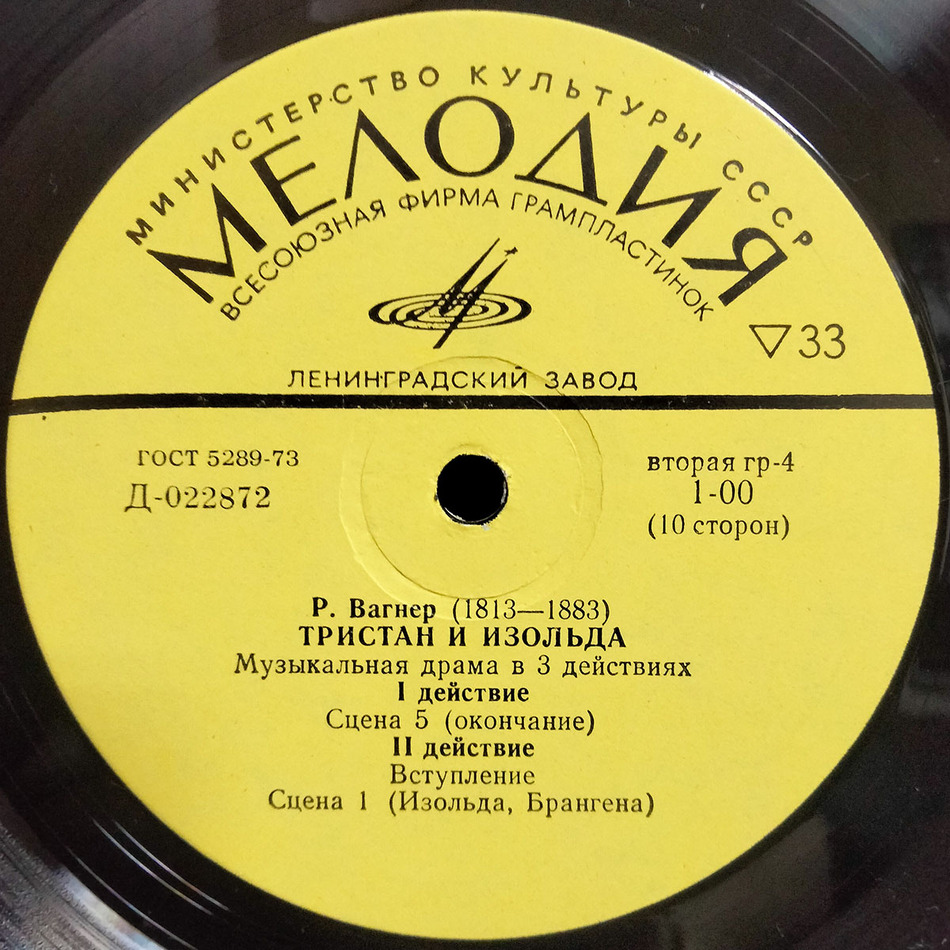 МИНИСТЕРСТВО КУЛЬТУРЫ СССР
МЕЛОДИЯ
ВСЕСОЮЗНАЯ ФИРМА ГРАМПЛАСТИНОК
▽33
ЛЕНИНГРАДСКИЙ ЗАВОД
ГОСТ 5289-73
Д-022872
вторая гр-4
1-00
(10 сторон)
Р. Вагнер (1813—1883)
ТРИСТАН И ИЗОЛЬДА
Музыкальная драма в 3 действиях
I действие
Сцена 5 (окончание)
II действие
Вступление
Сцена 1 (Изольда, Брангена)